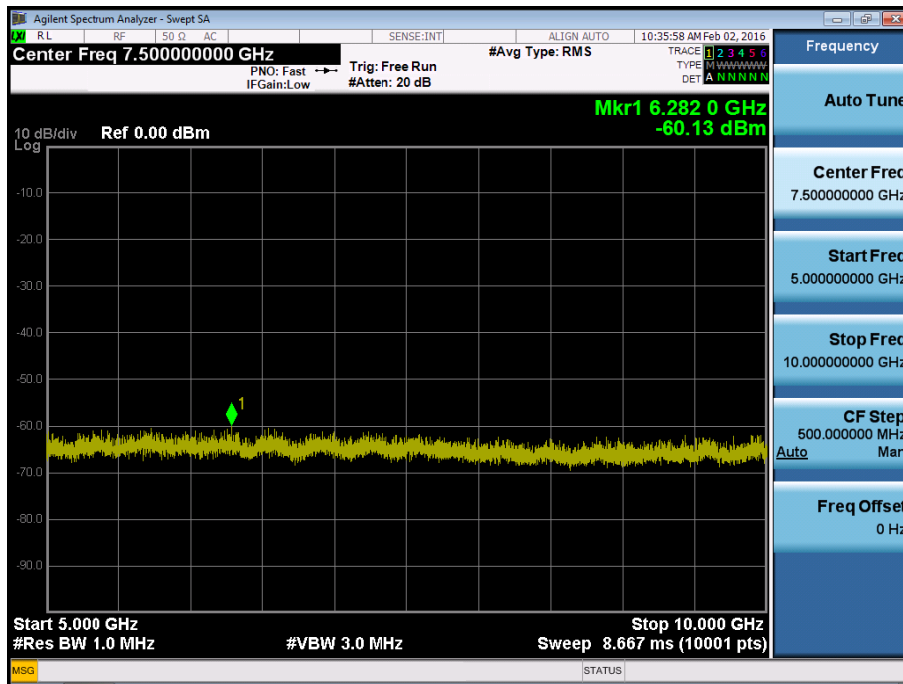 Agilent Spectrum Analyzer - Swept SA
LXI RL RF 50 Ω AC SENSE:INT ALIGN AUTO 10:35:58 AM Feb 02, 2016
Center Freq 7.500000000 GHz
#Avg Type: RMS
TRACE 1 2 3 4 5 6
TYPE M WWWWW
DET A N N N N N
PNO: Fast
IFGain:Low
Trig: Free Run
#Atten: 20 dB
Mkr1 6.282 0 GHz
-60.13 dBm
10 dB/div Ref 0.00 dBm
Log
-10.0
-20.0
-30.0
-40.0
-50.0
-60.0
-70.0
-80.0
-90.0
1
Start 5.000 GHz Stop 10.000 GHz
#Res BW 1.0 MHz #VBW 3.0 MHz Sweep 8.667 ms (10001 pts)
MSG STATUS
Frequency
Auto Tune
Center Freq
7.500000000 GHz
Start Freq
5.000000000 GHz
Stop Freq
10.000000000 GHz
CF Step
500.000000 MHz
Auto Man
Freq Offset
0 Hz